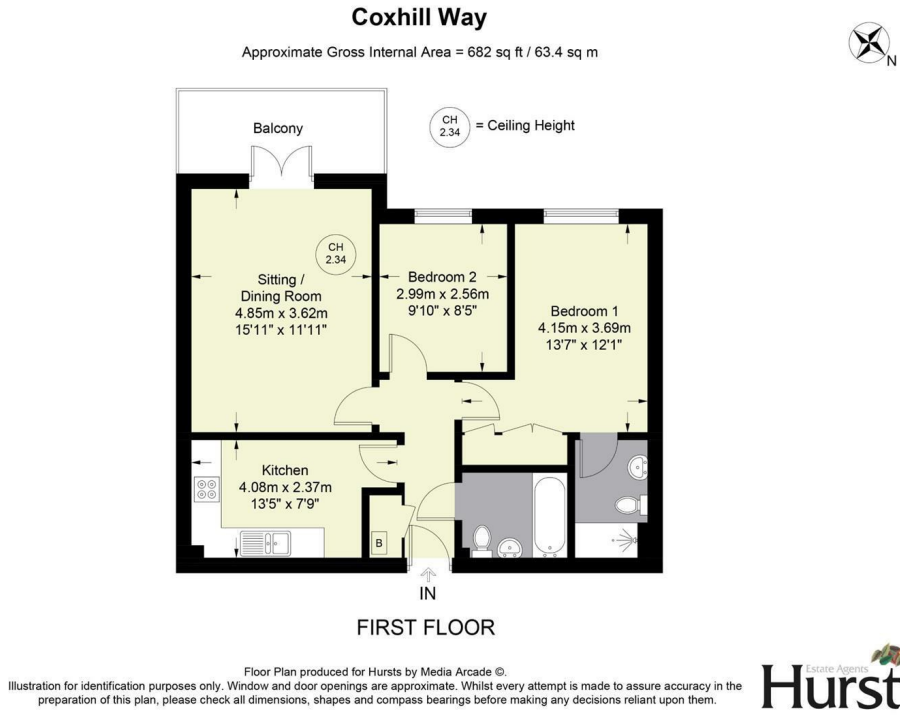 Coxhill Way
Approximate Gross Internal Area = 682 sq ft / 63.4 sq m
N
Balcony
CH
2.34
= Ceiling Height
CH
2.34
Sitting /
Dining Room
4.85m x 3.62m
15'11" x 11'11"
Bedroom 2
2.99m x 2.56m
9'10" x 8'5"
Bedroom 1
4.15m x 3.69m
13'7" x 12'1"
Kitchen
4.08m x 2.37m
13'5" x 7'9"
B
IN
FIRST FLOOR
Floor Plan produced for Hursts by Media Arcade ©.
Illustration for identification purposes only. Window and door openings are approximate. Whilst every attempt is made to assure accuracy in the
preparation of this plan, please check all dimensions, shapes and compass bearings before making any decisions reliant upon them.
Estate Agents
Hurst